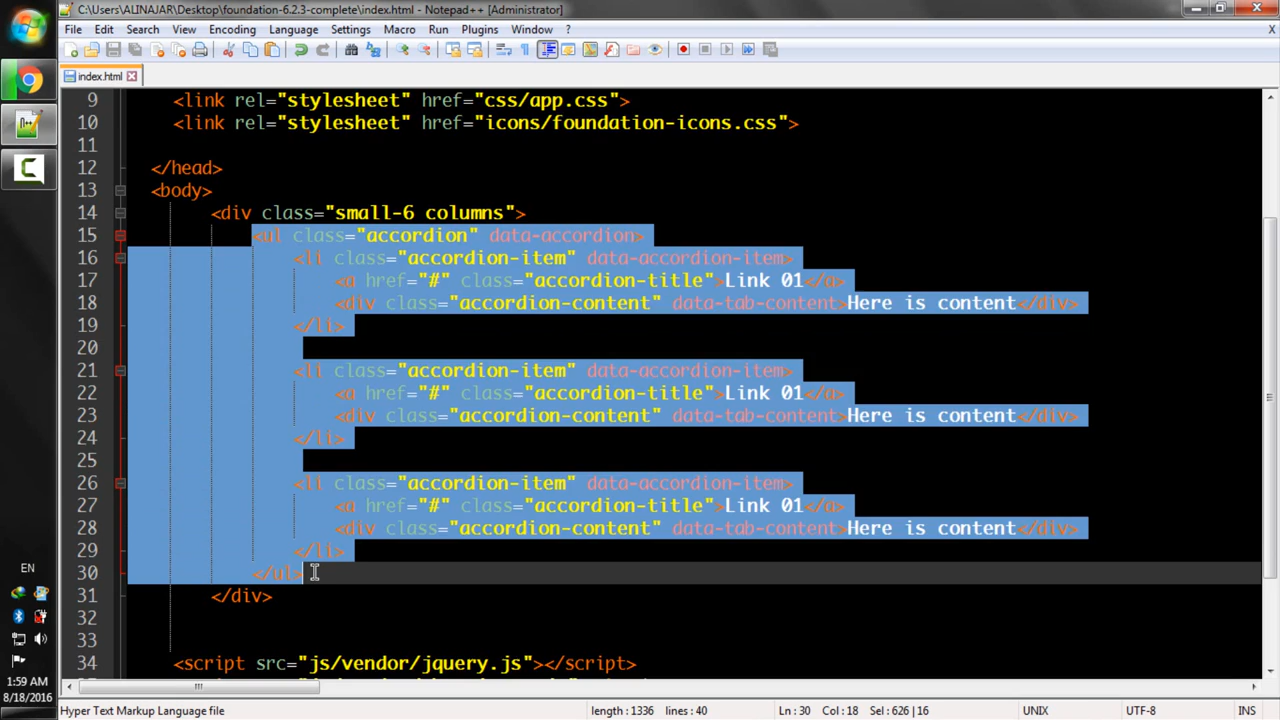 C:\Users\ALINAJAR\Desktop\foundation-6.2.3-complete\index.html - Notepad++ [Administrator]
File Edit Search View Encoding Language Settings Macro Run Plugins Window ?
X
index.html
9 <link rel="stylesheet" href="css/app.css">
10 <link rel="stylesheet" href="icons/foundation-icons.css">
11
12 </head>
13 <body>
14 <div class="small-6 columns">
15 <ul class="accordion" data-accordion>
16 <li class="accordion-item" data-accordion-item>
17 <a href="#" class="accordion-title">Link 01</a>
18 <div class="accordion-content" data-tab-content>Here is content</div>
19 </li>
20
21 <li class="accordion-item" data-accordion-item>
22 <a href="#" class="accordion-title">Link 01</a>
23 <div class="accordion-content" data-tab-content>Here is content</div>
24 </li>
25
26 <li class="accordion-item" data-accordion-item>
27 <a href="#" class="accordion-title">Link 01</a>
28 <div class="accordion-content" data-tab-content>Here is content</div>
29 </li>
30 </ul>
31 </div>
32
33
34 <script src="js/vendor/jquery.js"></script>
EN
1:59 AM
8/18/2016
Hyper Text Markup Language file length : 1336 lines : 40 Ln : 30 Col : 18 Sel : 626 | 16 UNIX UTF-8 INS